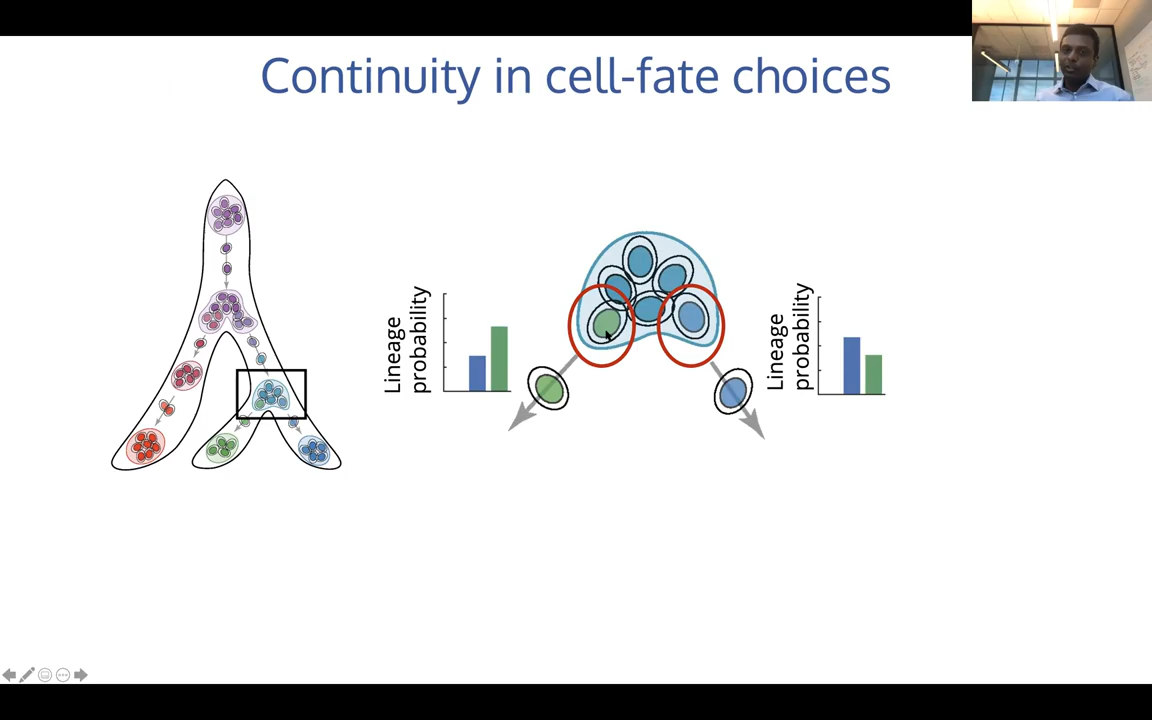 Continuity in cell-fate choices
Lineage
probability
Lineage
probability